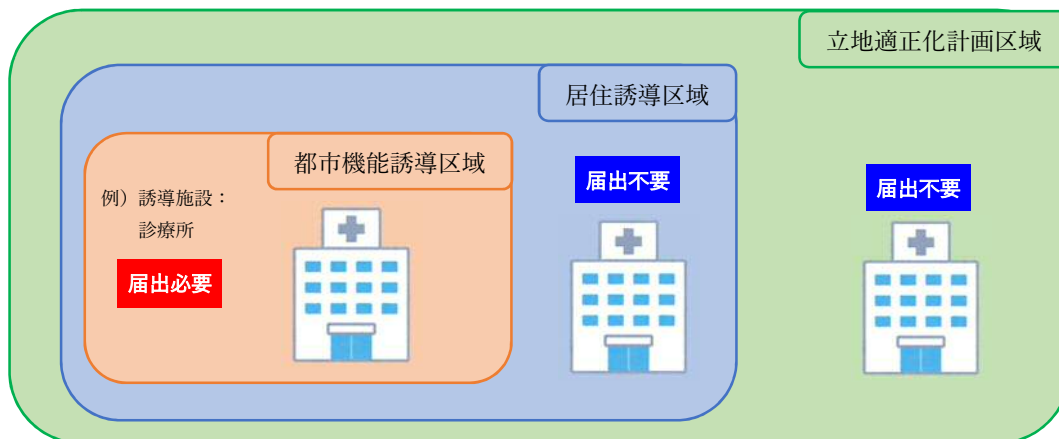 立地適正化計画区域
居住誘導区域
都市機能誘導区域
例）誘導施設：
診療所
届出必要
届出不要
届出不要